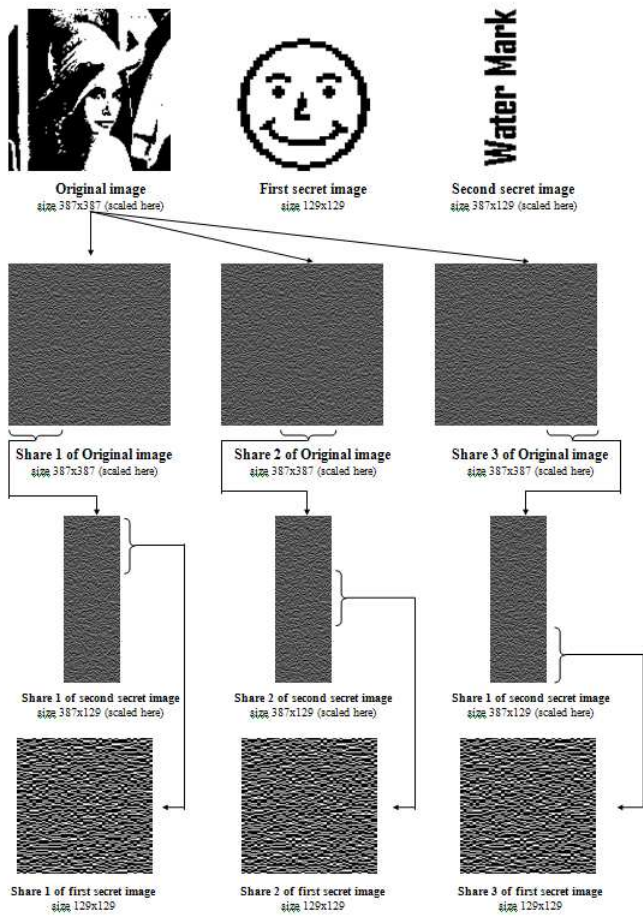 Water Mark
Original image
size 387x387 (scaled here)
First secret image
size 129x129
Second secret image
size 387x129 (scaled here)
Share 1 of Original image
size 387x387 (scaled here)
Share 2 of Original image
size 387x387 (scaled here)
Share 3 of Original image
size 387x387 (scaled here)
Share 1 of second secret image
size 387x129 (scaled here)
Share 2 of second secret image
size 387x129 (scaled here)
Share 1 of second secret image
size 387x129 (scaled here)
Share 1 of first secret image
size 129x129
Share 2 of first secret image
size 129x129
Share 3 of first secret image
size 129x129